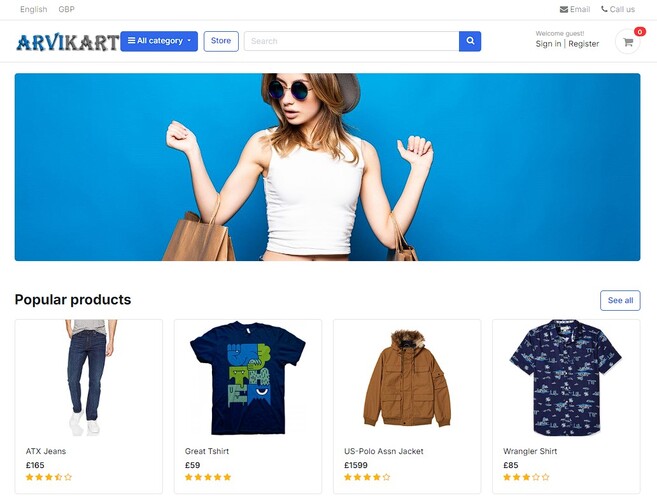 English GBP Email Call us
ARVIKART All category Store Search Welcome guest! 0
Sign in | Register
Popular products See all
ATX Jeans Great Tshirt US-Polo Assn Jacket Wrangler Shirt
£165 £59 £1599 £85